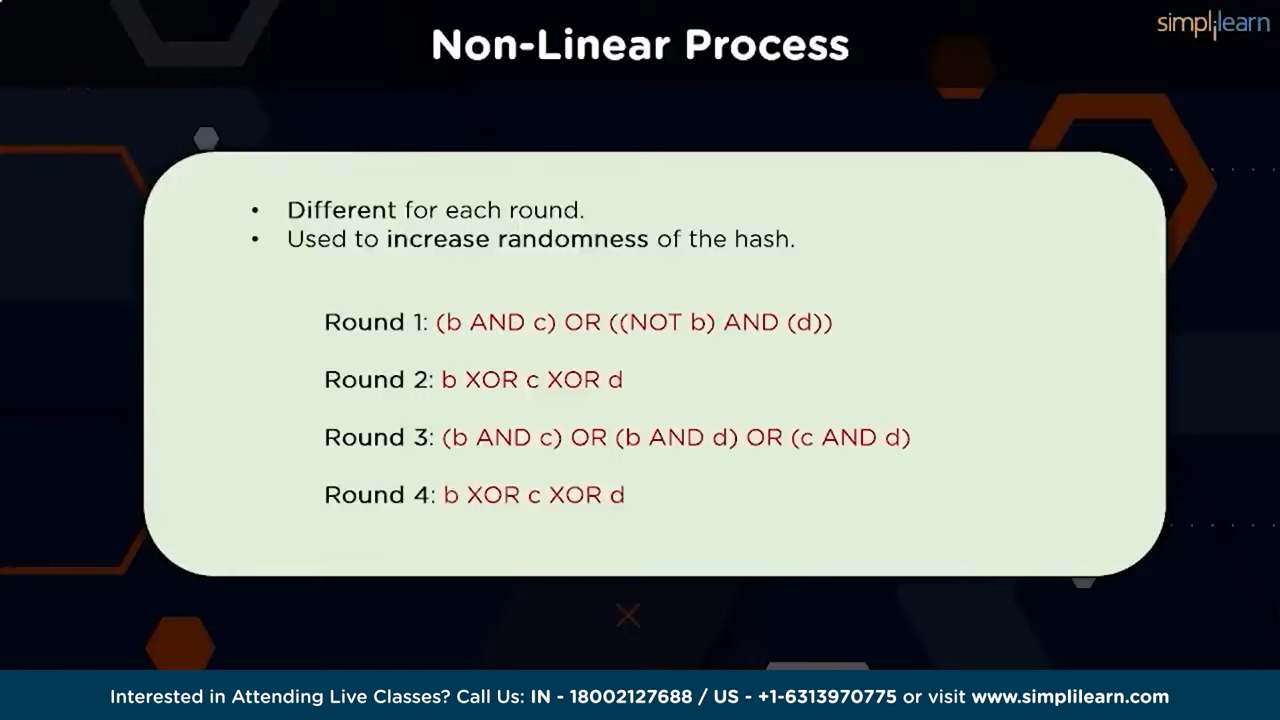 simplilearn
Non-Linear Process
• Different for each round.
• Used to increase randomness of the hash.
Round 1: (b AND c) OR ((NOT b) AND (d))
Round 2: b XOR c XOR d
Round 3: (b AND c) OR (b AND d) OR (c AND d)
Round 4: b XOR c XOR d
Interested in Attending Live Classes? Call Us: IN - 18002127688 / US - +1-6313970775 or visit www.simplilearn.com